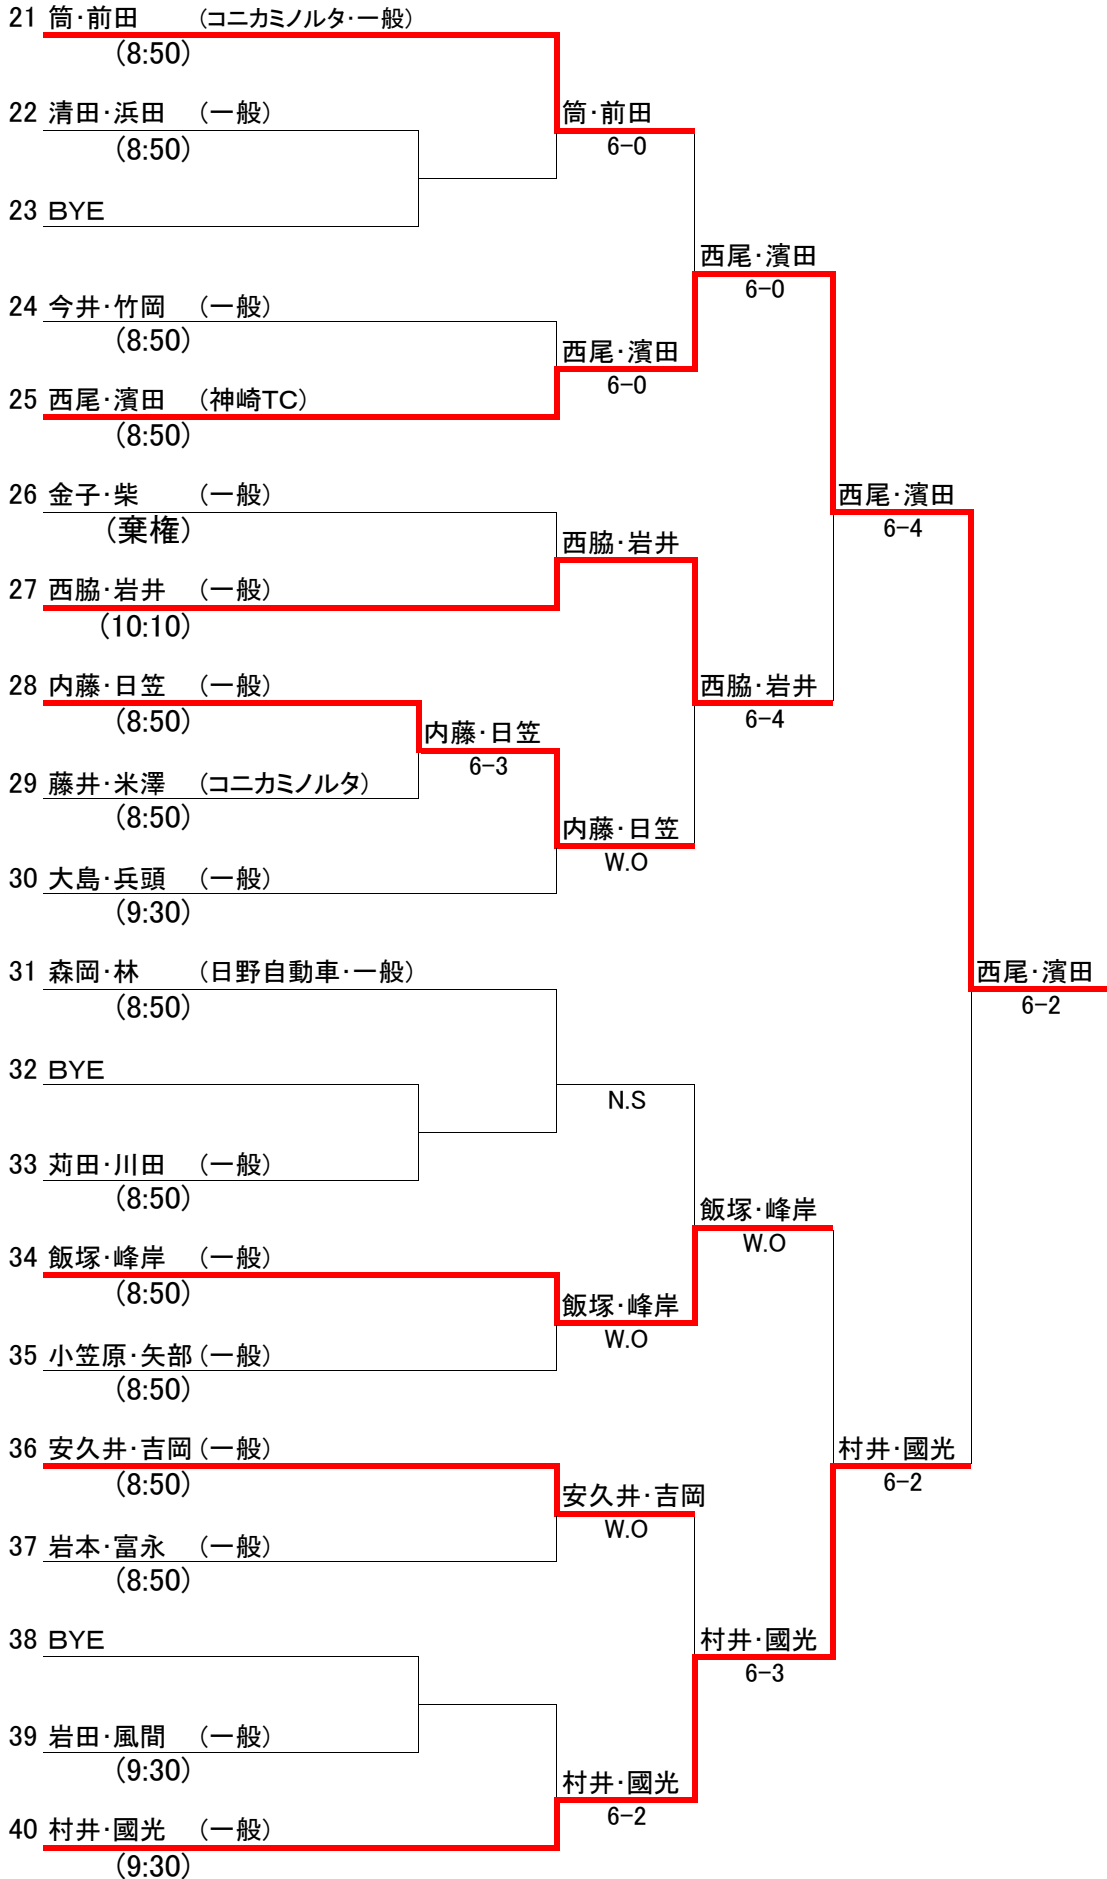 21 筒･前田 (コニカミノルタ･一般)
(8:50)
22 清田･浜田 (一般)
筒･前田
(8:50)
6-0
23 BYE
西尾･濱田
6-0
24 今井･竹岡 (一般)
(8:50)
西尾･濱田
6-0
25 西尾･濱田 (神崎TC)
(8:50)
26 金子･柴 (一般)
西尾･濱田
(棄権)
6-4
西脇･岩井
27 西脇･岩井 (一般)
(10:10)
28 内藤･日笠 (一般)
西脇･岩井
(8:50)
6-4
内藤･日笠
6-3
29 藤井･米澤 (コニカミノルタ)
(8:50)
内藤･日笠
W.O
30 大島･兵頭 (一般)
(9:30)
31 森岡･林 (日野自動車･一般)
西尾･濱田
(8:50)
6-2
32 BYE
N.S
33 苅田･川田 (一般)
(8:50)
飯塚･峰岸
W.O
34 飯塚･峰岸 (一般)
(8:50)
飯塚･峰岸
W.O
35 小笠原･矢部 (一般)
(8:50)
36 安久井･吉岡 (一般)
村井･國光
(8:50)
6-2
安久井･吉岡
W.O
37 岩本･富永 (一般)
(8:50)
38 BYE
村井･國光
6-3
39 岩田･風間 (一般)
(9:30)
村井･國光
6-2
40 村井･國光 (一般)
(9:30)